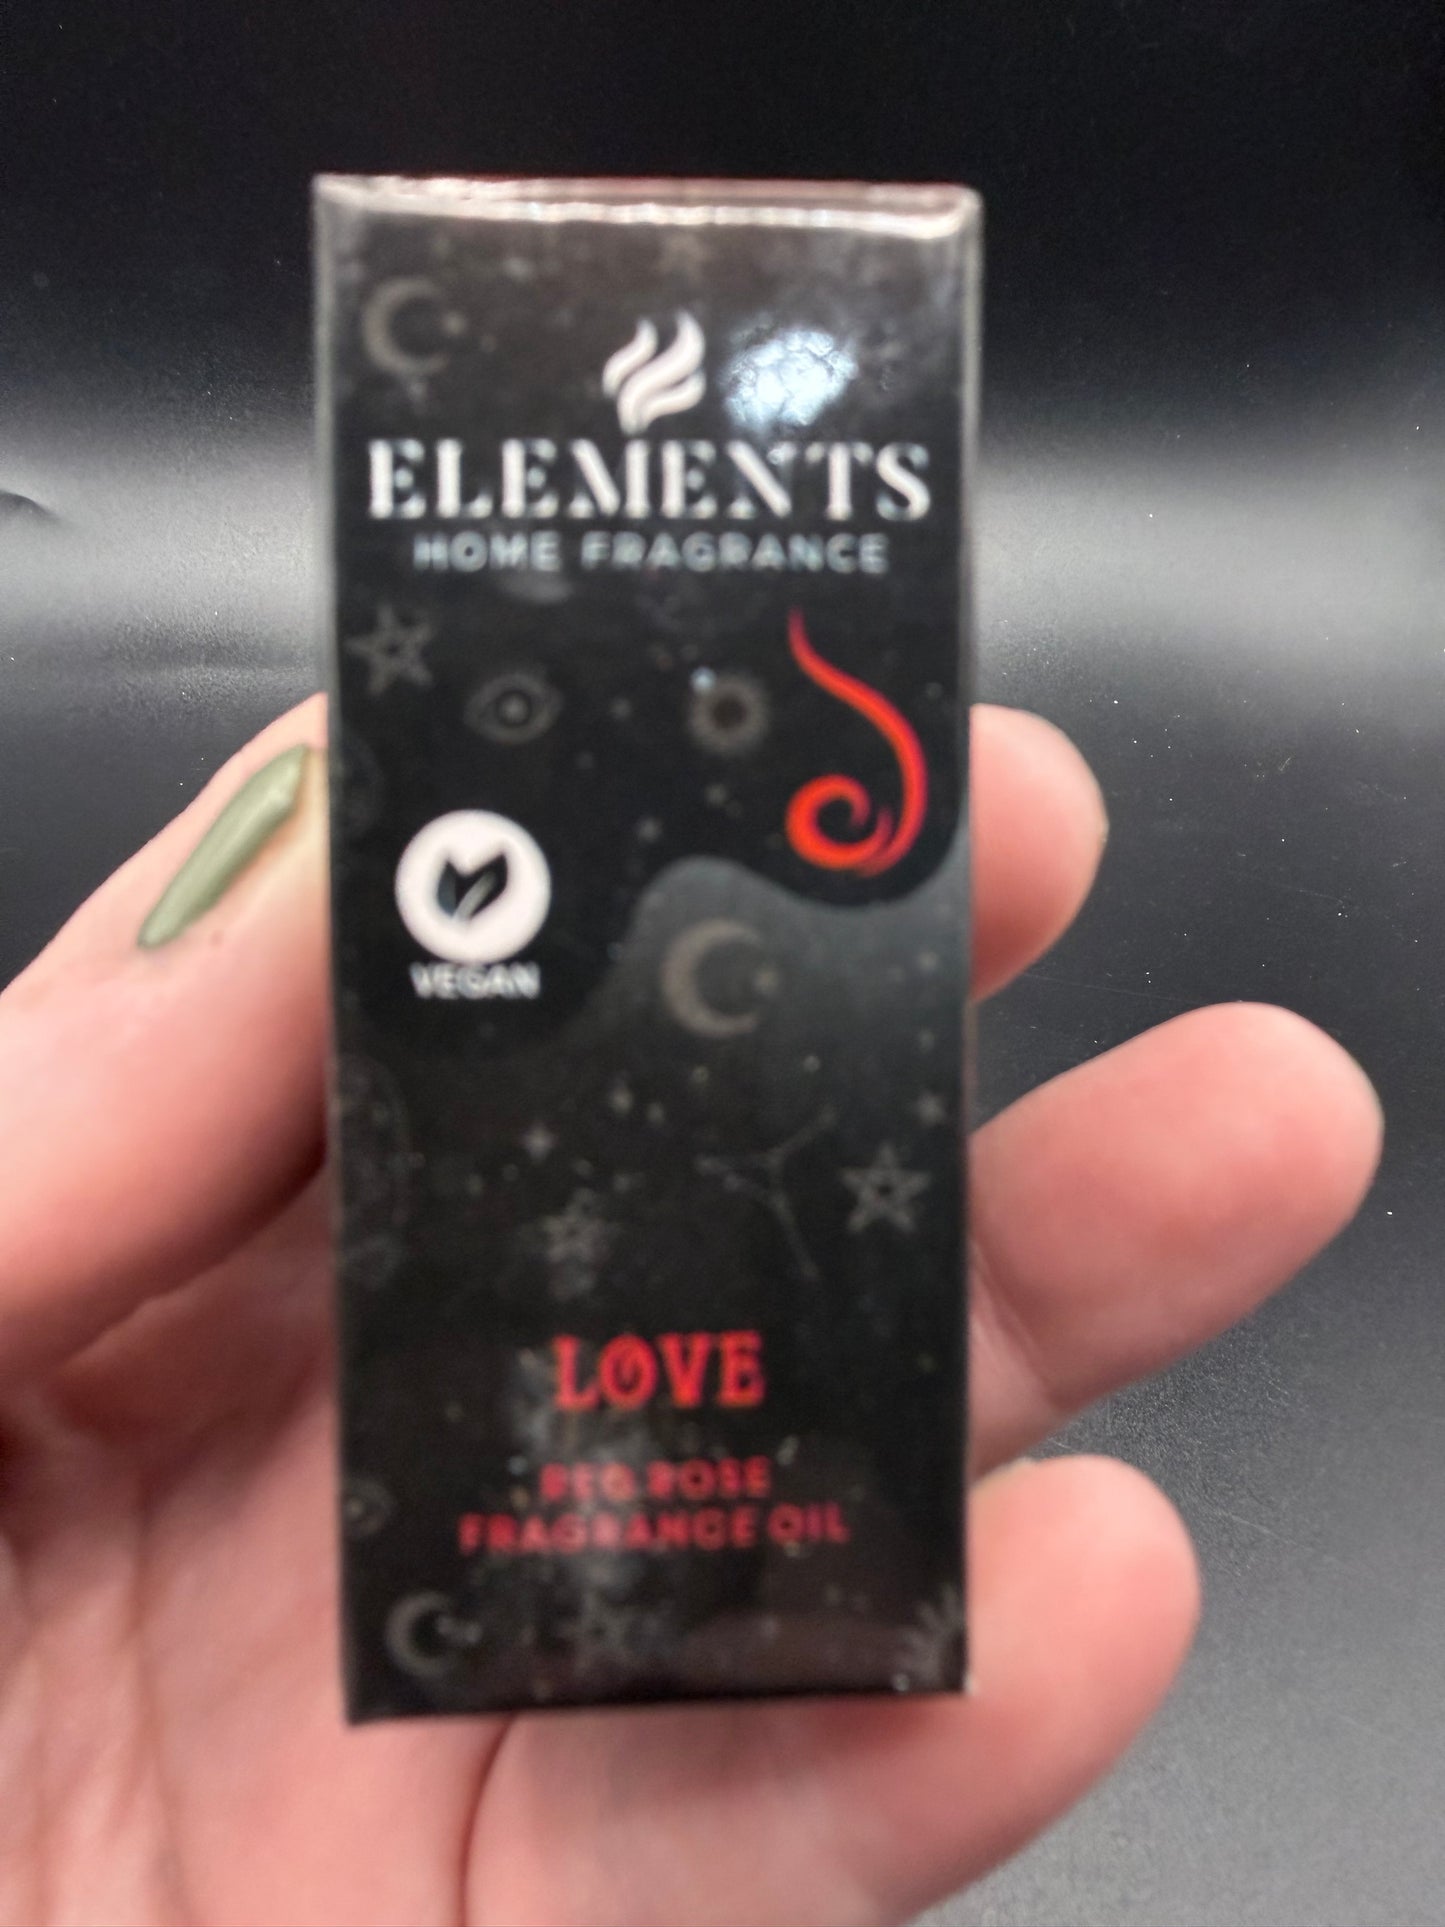 ELEMENTS
HOME FRAGRANCE
VEGAN
LOVE
RED ROSE
FRAGRANCE OIL